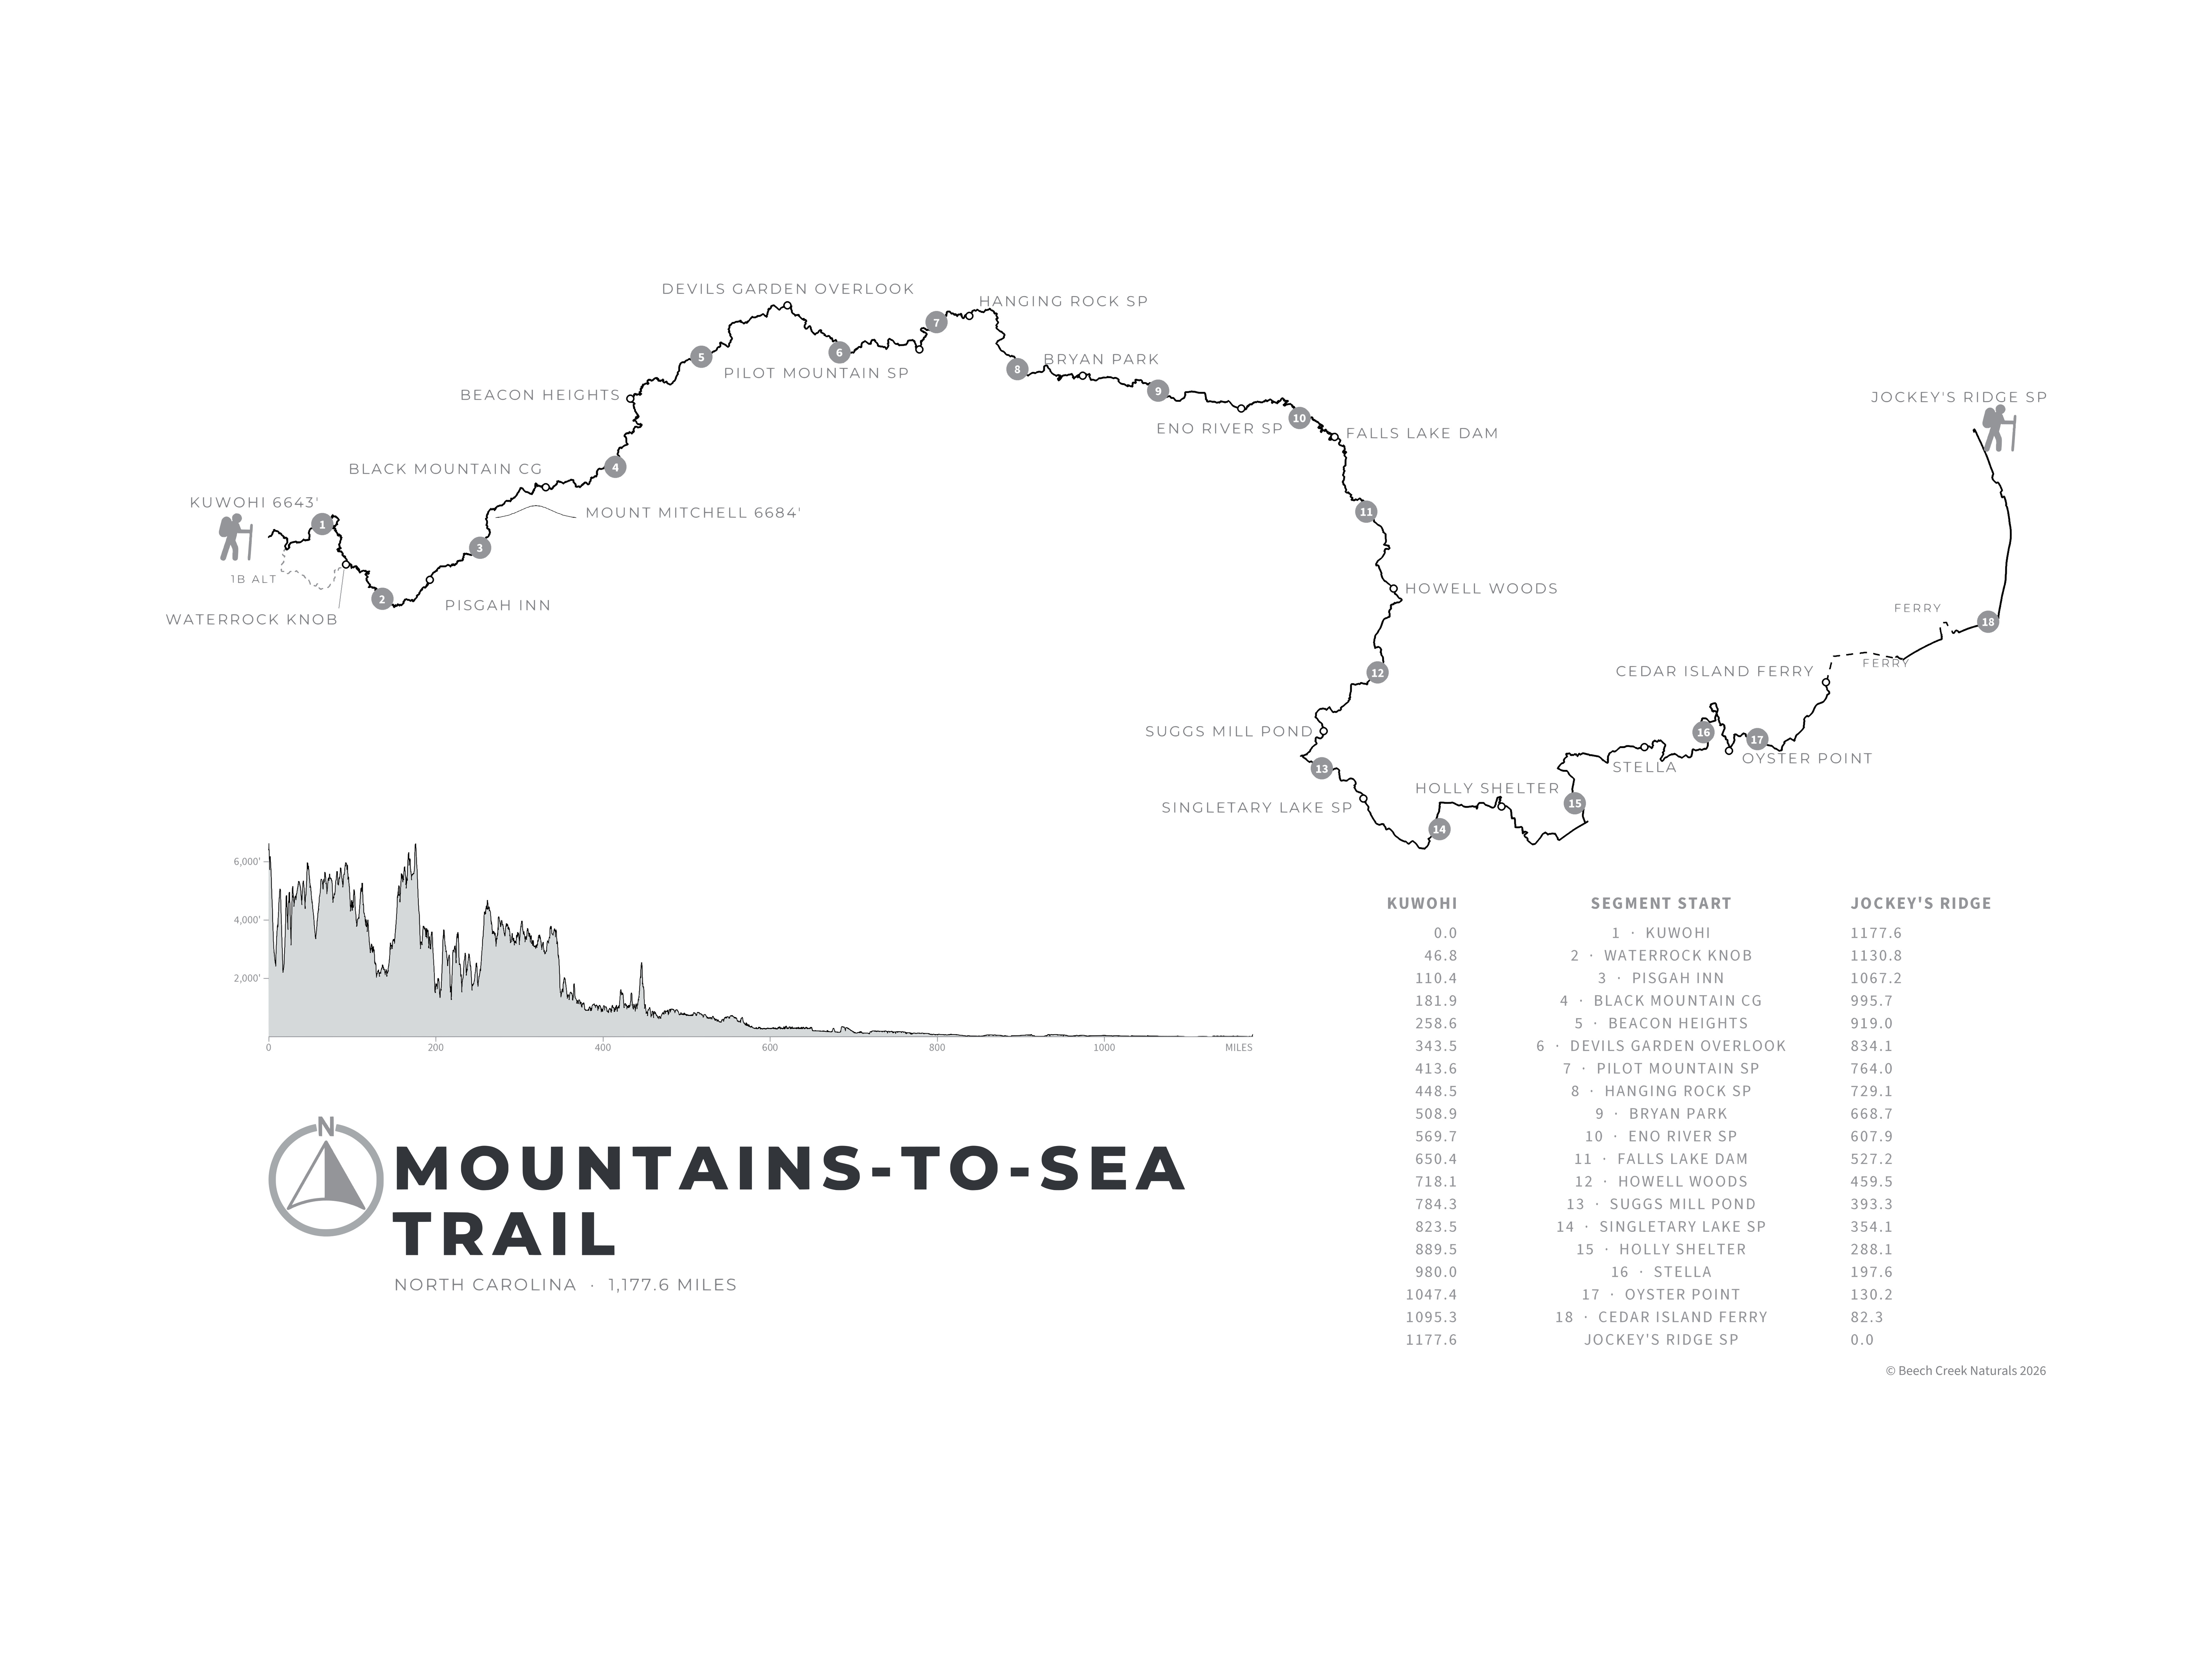 DEVILS GARDEN OVERLOOK
HANGING ROCK SP
7
5
6
PILOT MOUNTAIN SP
8
BRYAN PARK
BEACON HEIGHTS
9
JOCKEY'S RIDGE SP
10
ENO RIVER SP
FALLS LAKE DAM
BLACK MOUNTAIN CG
4
KUWOHI 6643'
1
MOUNT MITCHELL 6684'
11
3
1B ALT
2
PISGAH INN
WATERROCK KNOB
HOWELL WOODS
FERRY
18
FERRY
12
CEDAR ISLAND FERRY
SUGGS MILL POND
16
17
OYSTER POINT
STELLA
13
HOLLY SHELTER
15
SINGLETARY LAKE SP
14
6,000'
4,000'
2,000'
0 200 400 600 800 1000 MILES
KUWOHI SEGMENT START JOCKEY'S RIDGE
0.0 1 · KUWOHI 1177.6
46.8 2 · WATERROCK KNOB 1130.8
110.4 3 · PISGAH INN 1067.2
181.9 4 · BLACK MOUNTAIN CG 995.7
258.6 5 · BEACON HEIGHTS 919.0
343.5 6 · DEVILS GARDEN OVERLOOK 834.1
413.6 7 · PILOT MOUNTAIN SP 764.0
448.5 8 · HANGING ROCK SP 729.1
508.9 9 · BRYAN PARK 668.7
569.7 10 · ENO RIVER SP 607.9
650.4 11 · FALLS LAKE DAM 527.2
718.1 12 · HOWELL WOODS 459.5
784.3 13 · SUGGS MILL POND 393.3
823.5 14 · SINGLETARY LAKE SP 354.1
889.5 15 · HOLLY SHELTER 288.1
980.0 16 · STELLA 197.6
1047.4 17 · OYSTER POINT 130.2
1095.3 18 · CEDAR ISLAND FERRY 82.3
1177.6 JOCKEY'S RIDGE SP 0.0
N
MOUNTAINS-TO-SEA
TRAIL
NORTH CAROLINA · 1,177.6 MILES
© Beech Creek Naturals 2026